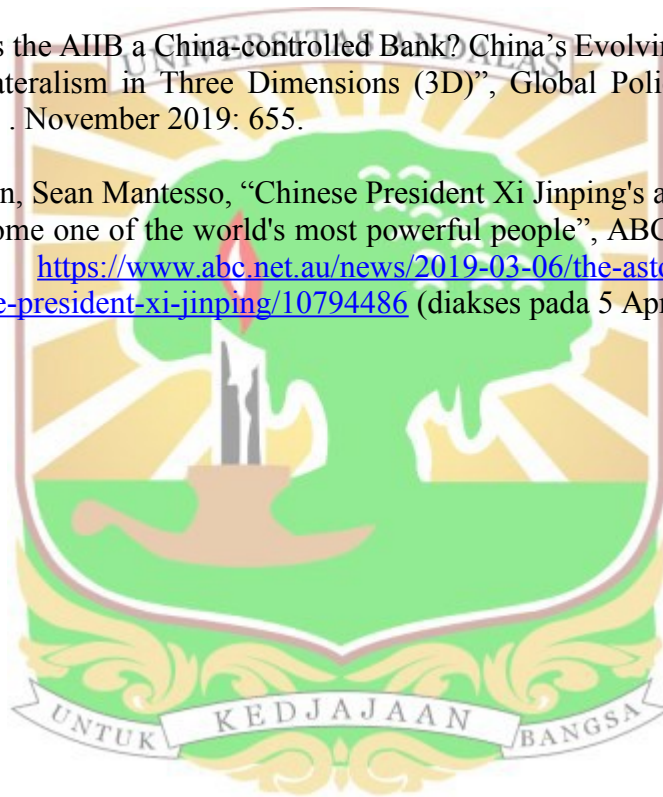 s the AIIB a China-controlled Bank? China’s Evolvin
UNIVERSITAS ANDALAS
ateralism in Three Dimensions (3D)”, Global Poli
. November 2019: 655.
n, Sean Mantesso, “Chinese President Xi Jinping's a
ome one of the world's most powerful people”, ABC
https://www.abc.net.au/news/2019-03-06/the-asto
e-president-xi-jinping/10794486 (diakses pada 5 Apr
UNTUK KEDJAJAAN BANGSA